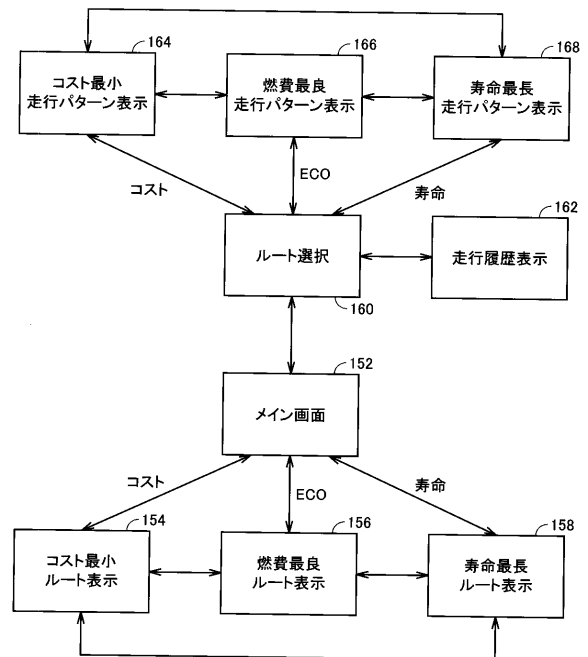 164
コスト最小
走行パターン表示
166
燃費最良
走行パターン表示
168
寿命最長
走行パターン表示
コスト
ECO
寿命
ルート選択
160
162
走行履歴表示
152
メイン画面
コスト
ECO
寿命
154
コスト最小
ルート表示
156
燃費最良
ルート表示
158
寿命最長
ルート表示